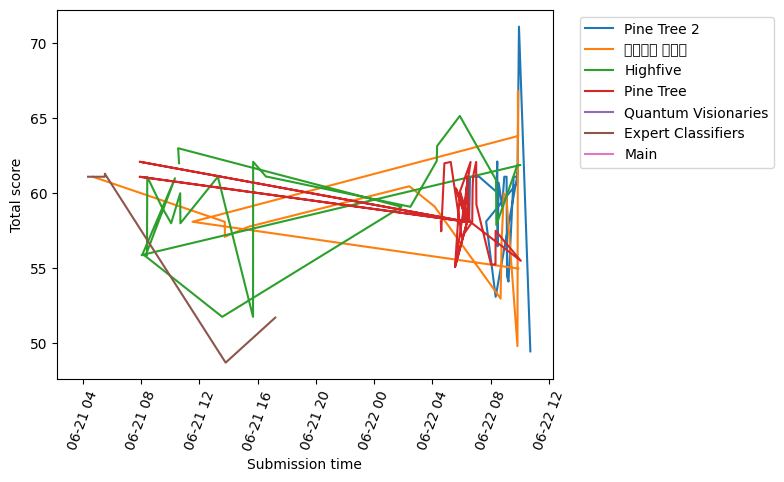 70
65
60
55
50
Total score
06-21 04
06-21 08
06-21 12
06-21 16
06-21 20
06-22 00
06-22 04
06-22 08
06-22 12
Submission time
Pine Tree 2
Highfive
Pine Tree
Quantum Visionaries
Expert Classifiers
Main